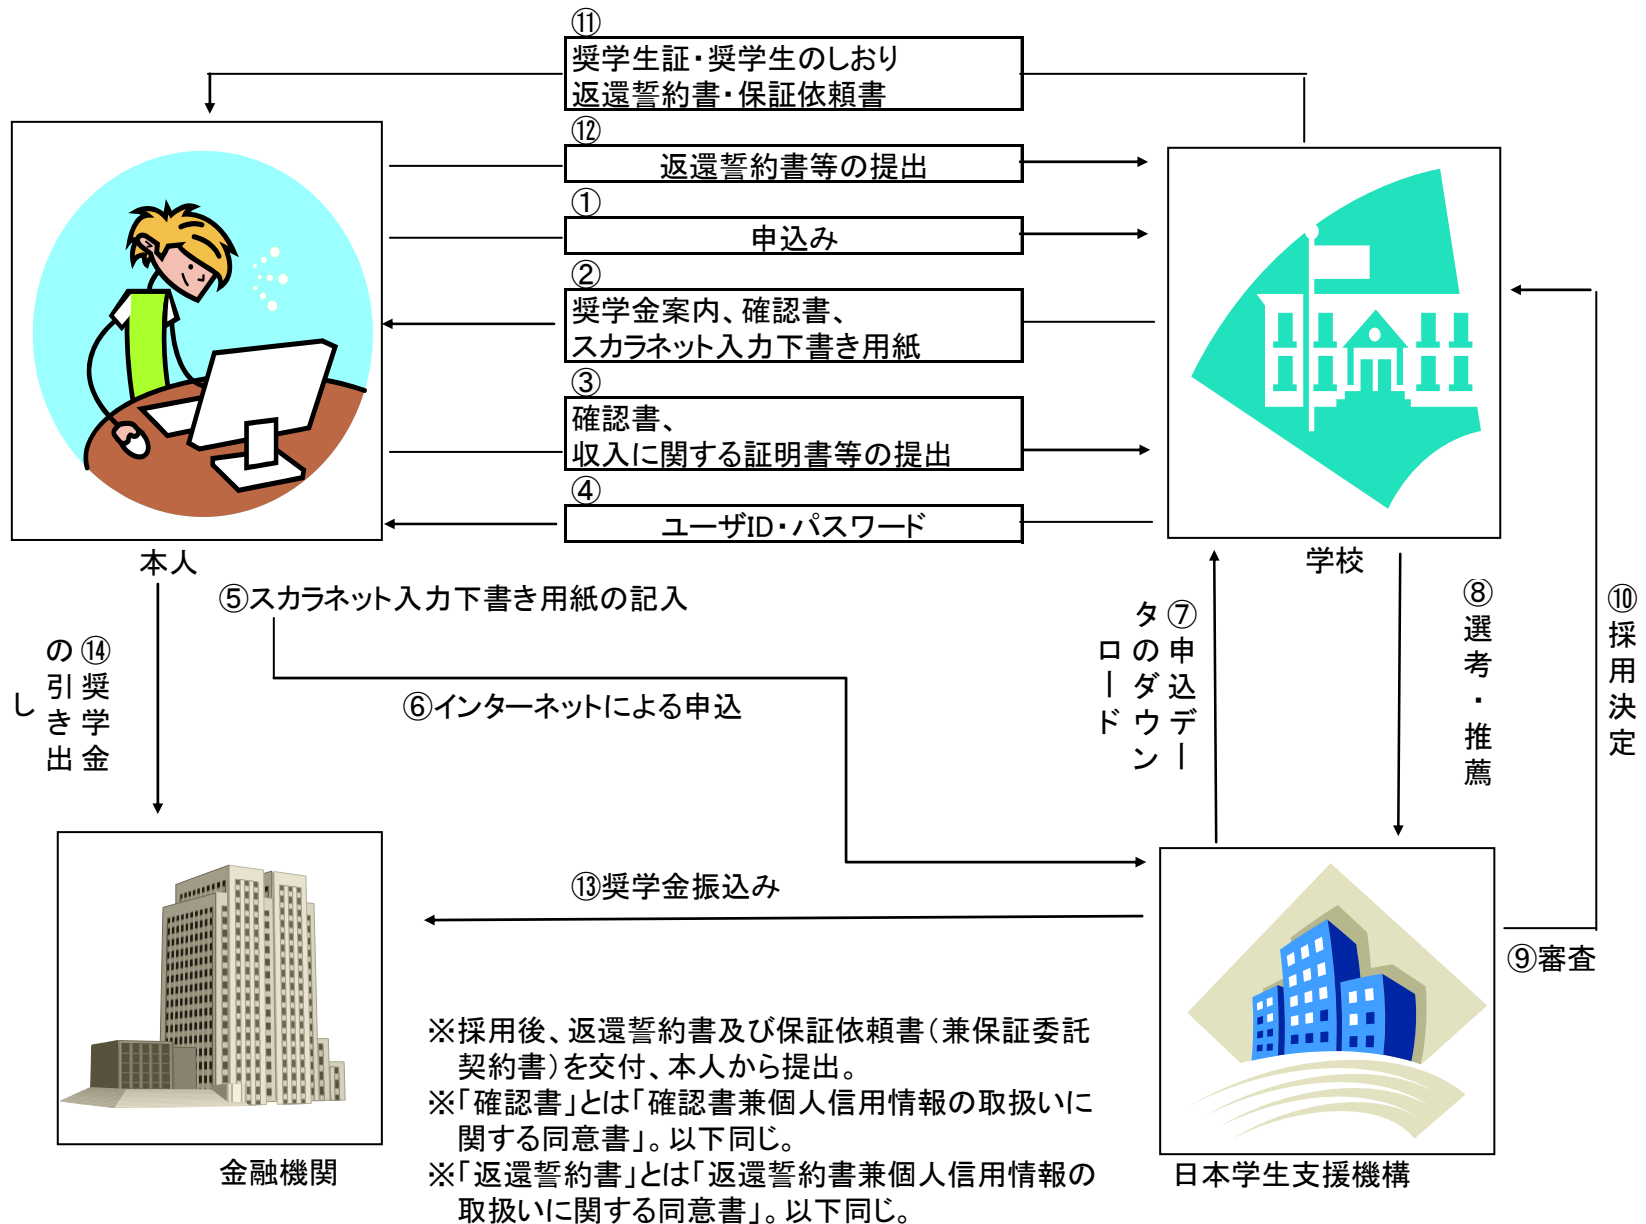 ⑪
奨学生証・奨学生のしおり
返還誓約書・保証依頼書
⑫
返還誓約書等の提出
①
申込み
②
奨学金案内、確認書、
スカラネット入力下書き用紙
③
確認書、
収入に関する証明書等の提出
④
ユーザID・パスワード
本人
学校
⑤スカラネット入力下書き用紙の記入
⑥インターネットによる申込
⑦申込デー
タのダウン
ロード
⑧選考・推薦
⑩採用決定
⑭奨学金
の引き出
し
⑬奨学金振込み
⑨審査
金融機関
日本学生支援機構
※採用後、返還誓約書及び保証依頼書（兼保証委託
契約書）を交付、本人から提出。
※「確認書」とは「確認書兼個人信用情報の取扱いに
関する同意書」。以下同じ。
※「返還誓約書」とは「返還誓約書兼個人信用情報の
取扱いに関する同意書」。以下同じ。